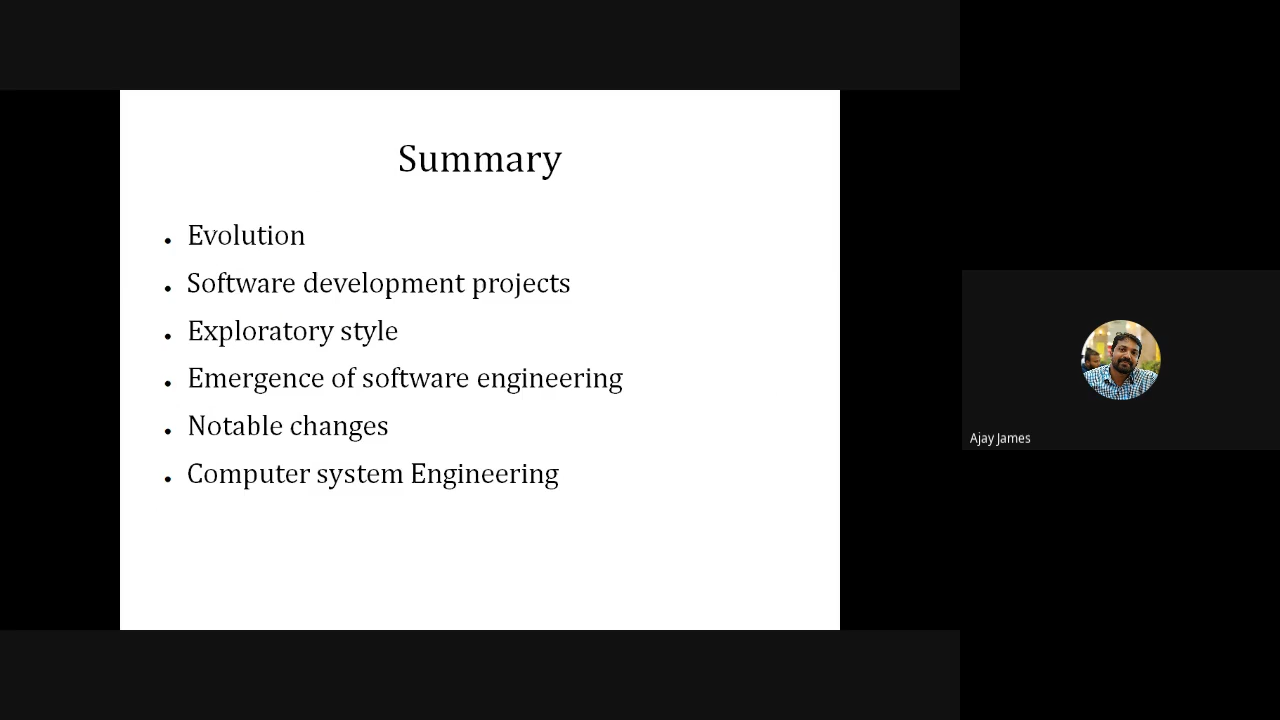 Summary
• Evolution
• Software development projects
• Exploratory style
• Emergence of software engineering
• Notable changes
• Computer system Engineering
Ajay James